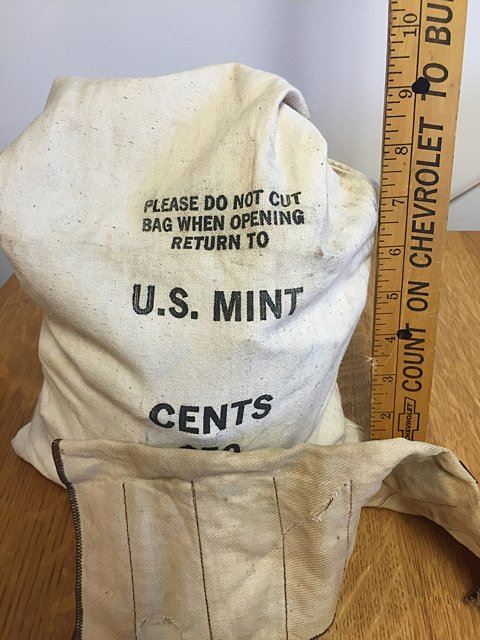 PLEASE DO NOT CUT
BAG WHEN OPENING
RETURN TO
U.S. MINT
CENTS
COUNT ON CHEVROLET TO BU
CHEVROLET
2
3
4
5
6
7
8
9
10